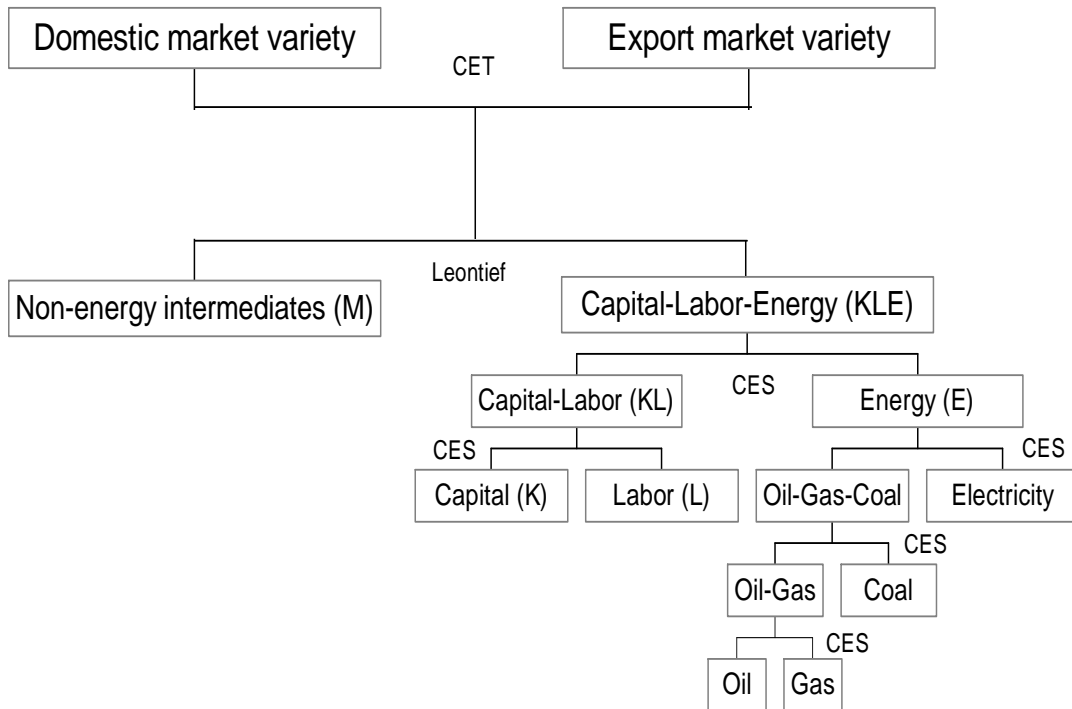 Domestic market variety
Export market variety
CET
Leontief
Non-energy intermediates (M)
Capital-Labor-Energy (KLE)
CES
Capital-Labor (KL)
Energy (E)
CES
CES
Capital (K)
Labor (L)
Oil-Gas-Coal
Electricity
CES
Oil-Gas
Coal
CES
Oil
Gas